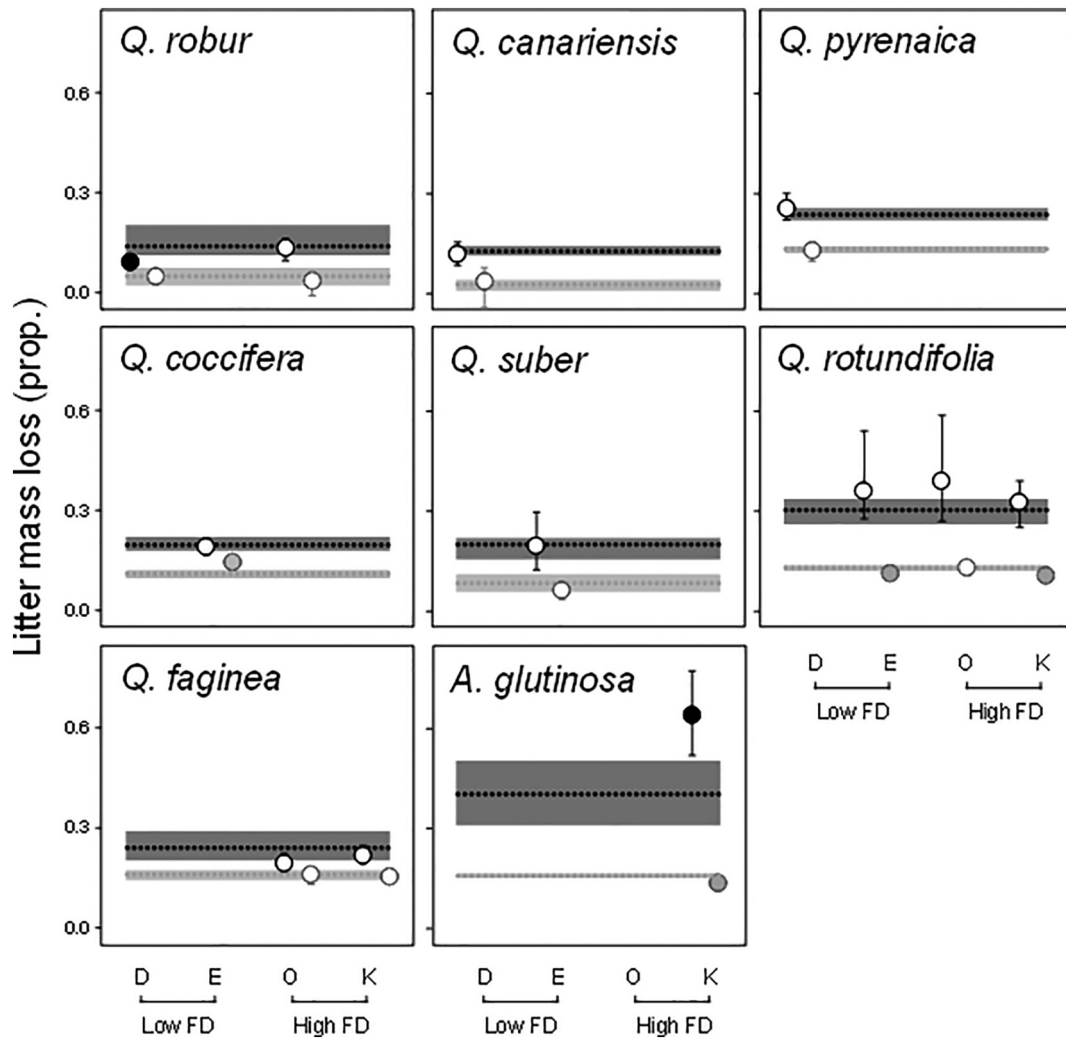 Litter mass loss (prop.)
Q. robur
Q. canariensis
Q. pyrenaica
0.6
0.3
0.0
Q. coccifera
Q. suber
Q. rotundifolia
0.6
0.3
0.0
Q. faginea
A. glutinosa
D E O K
Low FD High FD
0.6
0.3
0.0
D E O K
Low FD High FD
D E O K
Low FD High FD